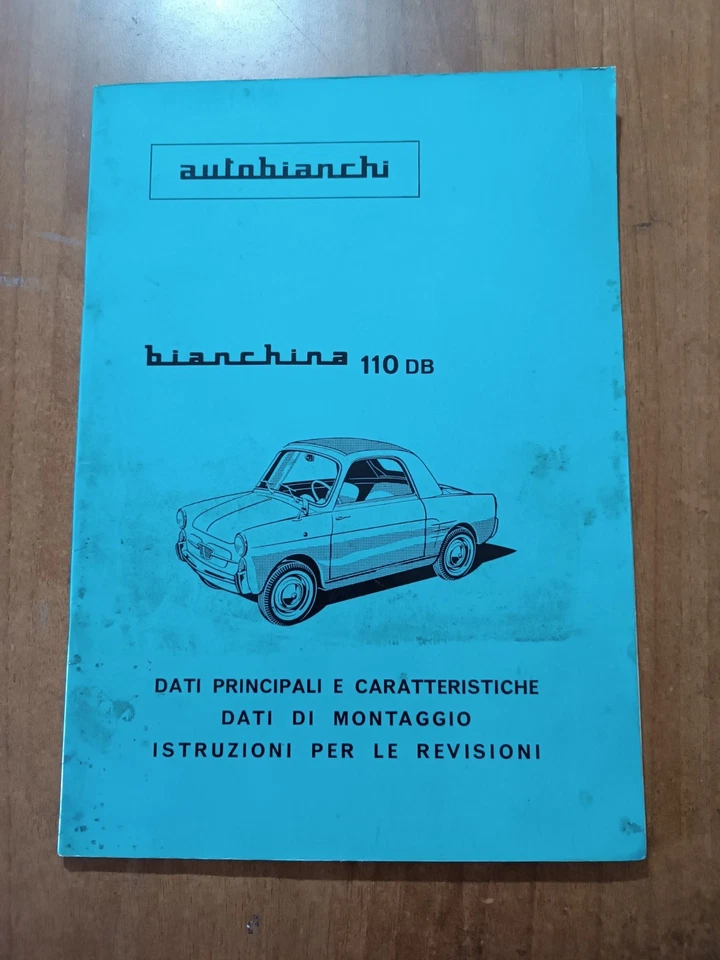 autobianchi
bianchina 110 DB
DATI PRINCIPALI E CARATTERISTICHE
DATI DI MONTAGGIO
ISTRUZIONI PER LE REVISIONI